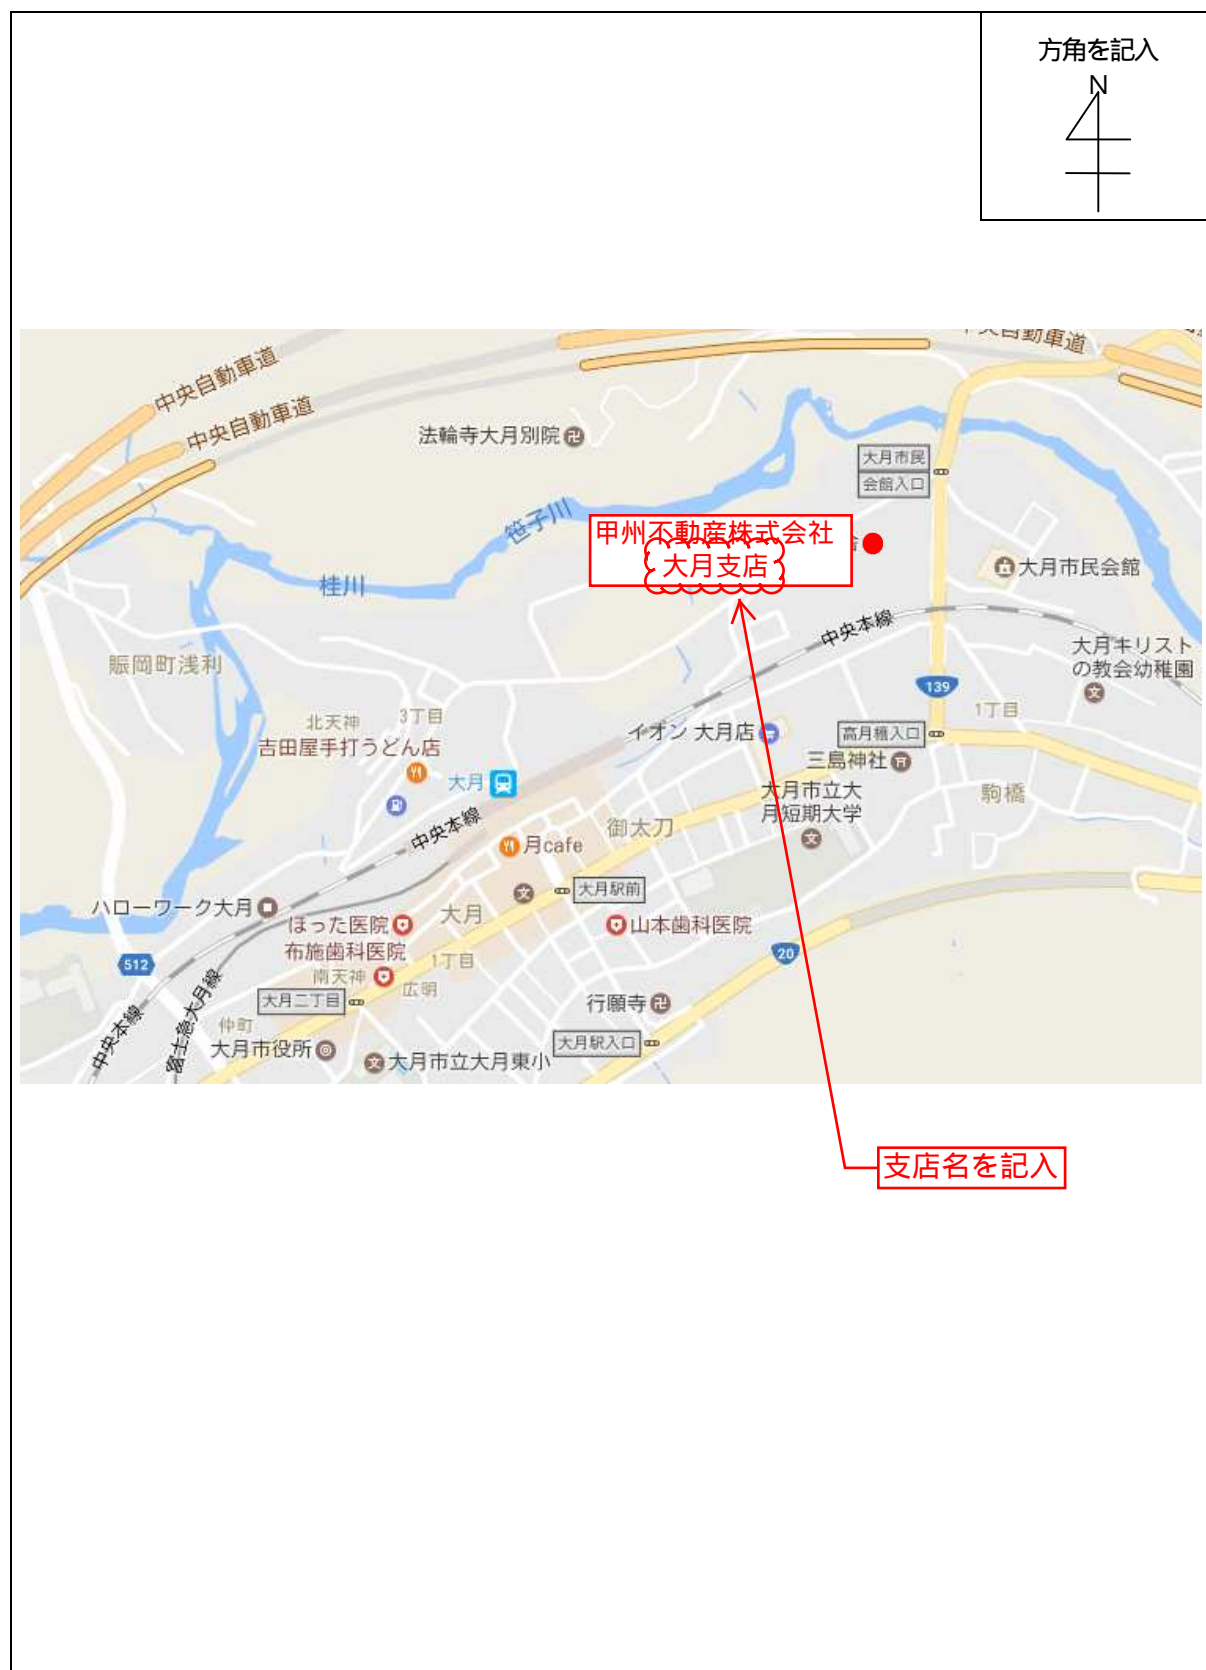 方角を記入
N
中央自動車道
中央自動車道
中央自動車道
法輪寺大月別院
大月市民
会館入口
笹子川
甲州不動産株式会社
大月支店
桂川
大月市民会館
中央本線
大月キリスト
の教会幼稚園
賑岡町浅利
139
1丁目
北天神
3丁目
吉田屋手打うどん店
イオン 大月店
高月橋入口
三島神社
大月
大月市立大
月短期大学
駒橋
御太刀
中央本線
月cafe
大月駅前
ハローワーク大月
大月
ほった医院
山本歯科医院
布施歯科医院
512
1丁目
20
南天神
広明
大月二丁目
行願寺
仲町
中央本線
富士急大月線
大月市役所
大月市立大月東小
大月駅入口
支店名を記入